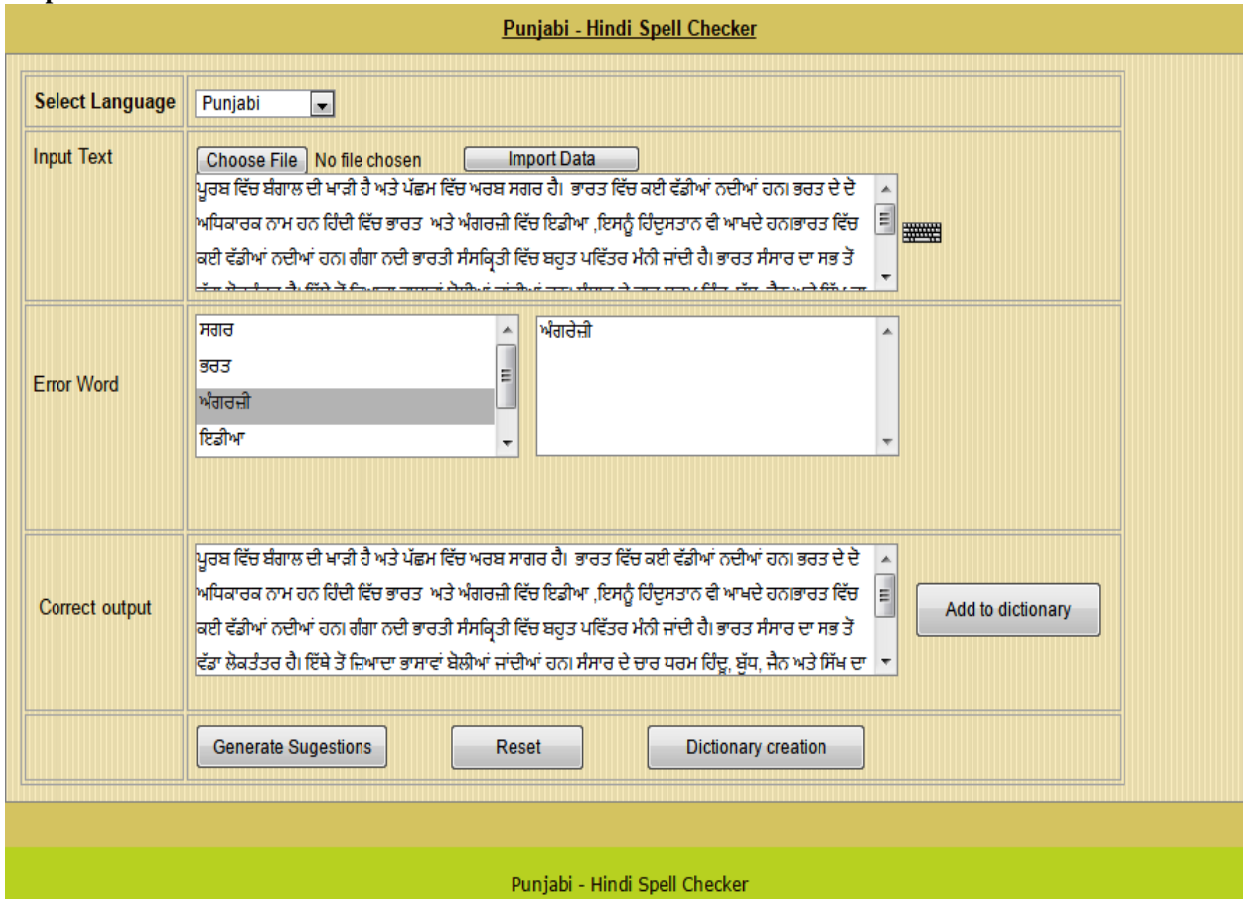 Punjabi - Hindi Spell Checker
Select Language Punjabi
Input Text Choose File No file chosen Import Data
ਪੂਰਬ ਵਿੱਚ ਬੰਗਾਲ ਦੀ ਖਾੜੀ ਹੈ ਅਤੇ ਪੱਛਮ ਵਿੱਚ ਅਰਬ ਸਗਰ ਹੈ। ਭਾਰਤ ਵਿੱਚ ਕਈ ਵੱਡੀਆਂ ਨਦੀਆਂ ਹਨ। ਭਰਤ ਦੇ ਦੋ
ਅਧਿਕਾਰਕ ਨਾਮ ਹਨ ਹਿੰਦੀ ਵਿੱਚ ਭਾਰਤ ਅਤੇ ਅੰਗਰਜ਼ੀ ਵਿੱਚ ਇਡੀਆ ,ਇਸਨੂੰ ਹਿੰਦੁਸਤਾਨ ਵੀ ਆਖਦੇ ਹਨ।ਭਾਰਤ ਵਿੱਚ
ਕਈ ਵੱਡੀਆਂ ਨਦੀਆਂ ਹਨ। ਗੰਗਾ ਨਦੀ ਭਾਰਤੀ ਸੰਸਕ੍ਰਿਤੀ ਵਿੱਚ ਬਹੁਤ ਪਵਿੱਤਰ ਮੰਨੀ ਜਾਂਦੀ ਹੈ। ਭਾਰਤ ਸੰਸਾਰ ਦਾ ਸਭ ਤੋਂ
Error Word
ਸਗਰ
ਭਰਤ
ਅੰਗਰਜ਼ੀ
ਇਡੀਆ
ਅੰਗਰੇਜ਼ੀ
Correct output
ਪੂਰਬ ਵਿੱਚ ਬੰਗਾਲ ਦੀ ਖਾੜੀ ਹੈ ਅਤੇ ਪੱਛਮ ਵਿੱਚ ਅਰਬ ਸਾਗਰ ਹੈ। ਭਾਰਤ ਵਿੱਚ ਕਈ ਵੱਡੀਆਂ ਨਦੀਆਂ ਹਨ। ਭਰਤ ਦੇ ਦੋ
ਅਧਿਕਾਰਕ ਨਾਮ ਹਨ ਹਿੰਦੀ ਵਿੱਚ ਭਾਰਤ ਅਤੇ ਅੰਗਰਜ਼ੀ ਵਿੱਚ ਇਡੀਆ ,ਇਸਨੂੰ ਹਿੰਦੁਸਤਾਨ ਵੀ ਆਖਦੇ ਹਨ।ਭਾਰਤ ਵਿੱਚ
ਕਈ ਵੱਡੀਆਂ ਨਦੀਆਂ ਹਨ। ਗੰਗਾ ਨਦੀ ਭਾਰਤੀ ਸੰਸਕ੍ਰਿਤੀ ਵਿੱਚ ਬਹੁਤ ਪਵਿੱਤਰ ਮੰਨੀ ਜਾਂਦੀ ਹੈ। ਭਾਰਤ ਸੰਸਾਰ ਦਾ ਸਭ ਤੋਂ
ਵੱਡਾ ਲੋਕਤੰਤਰ ਹੈ। ਇੱਥੇ ਤੋਂ ਜ਼ਿਆਦਾ ਭਾਸਾਵਾਂ ਬੋਲੀਆਂ ਜਾਂਦੀਆਂ ਹਨ। ਸੰਸਾਰ ਦੇ ਚਾਰ ਧਰਮ ਹਿੰਦੂ, ਬੁੱਧ, ਜੈਨ ਅਤੇ ਸਿੱਖ ਦਾ
Add to dictionary
Generate Sugestions Reset Dictionary creation
Punjabi - Hindi Spell Checker